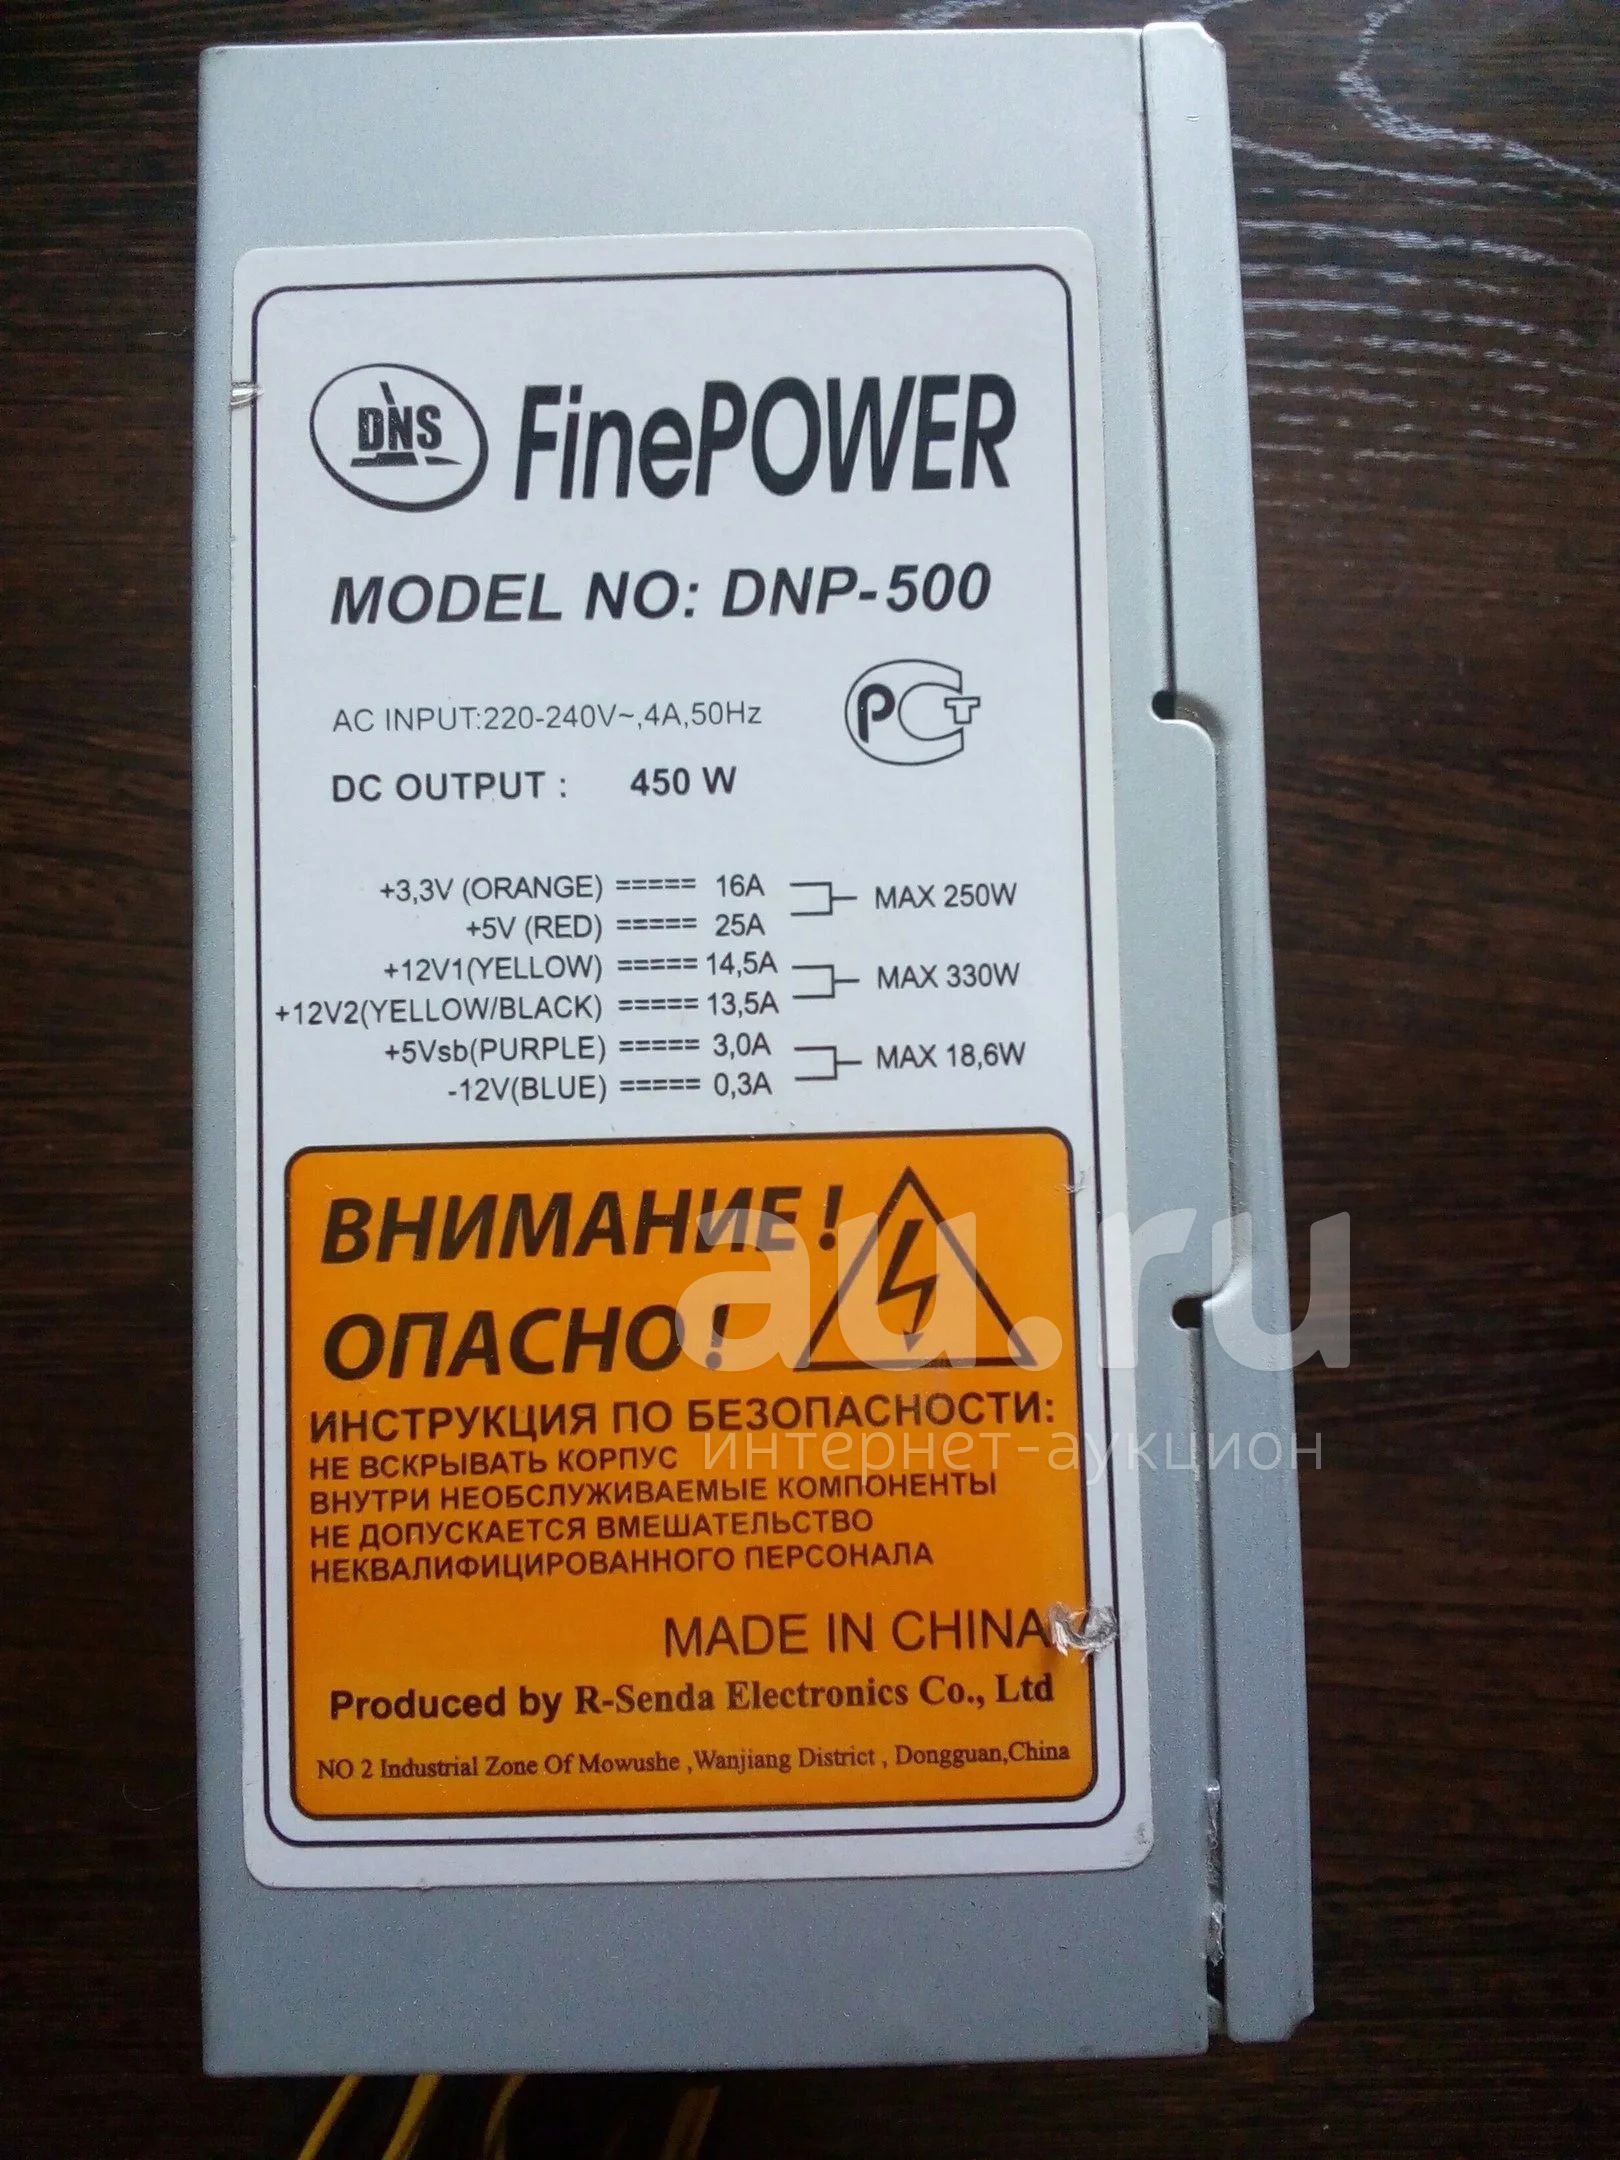 DNS FinePOWER
MODEL NO: DNP-500
AC INPUT:220-240V~,4A,50Hz
РСТ
DC OUTPUT : 450 W
+3,3V (ORANGE) ===== 16A
MAX 250W
+5V (RED) ===== 25A
+12V1(YELLOW) ===== 14,5A
MAX 330W
+12V2(YELLOW/BLACK) ===== 13,5A
+5Vsb(PURPLE) ===== 3,0A
MAX 18,6W
-12V(BLUE) ===== 0,3A
ВНИМАНИЕ!
ОПАСНО!
ИНСТРУКЦИЯ ПО БЕЗОПАСНОСТИ:
НЕ ВСКРЫВАТЬ КОРПУС
ВНУТРИ НЕОБСЛУЖИВАЕМЫЕ КОМПОНЕНТЫ
НЕ ДОПУСКАЕТСЯ ВМЕШАТЕЛЬСТВО
НЕКВАЛИФИЦИРОВАННОГО ПЕРСОНАЛА
MADE IN CHINA
Produced by R-Senda Electronics Co., Ltd
NO 2 Industrial Zone Of Mowushe ,Wanjiang District , Dongguan,China
au.ru
интернет-аукцион